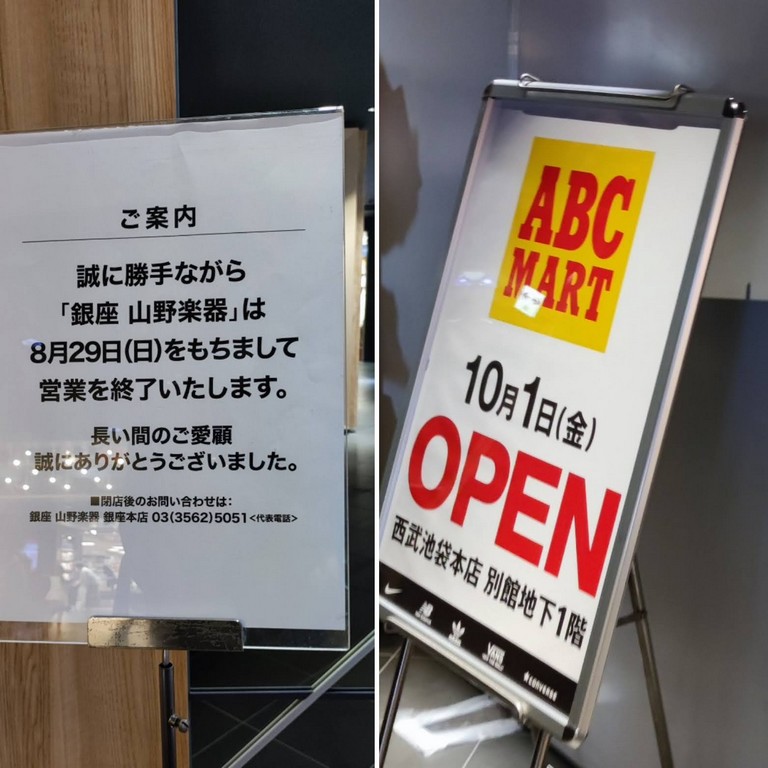 ご案内
誠に勝手ながら
「銀座 山野楽器」は
8月29日(日)をもちまして
営業を終了いたします。
長い間のご愛顧
誠にありがとうございました。
■閉店後のお問い合わせは:
銀座 山野楽器 銀座本店 03(3562)5051<代表電話>
ABC
MART
10月1日(金)
OPEN
西武池袋本店 別館地下1階
VANS
CONVERSE